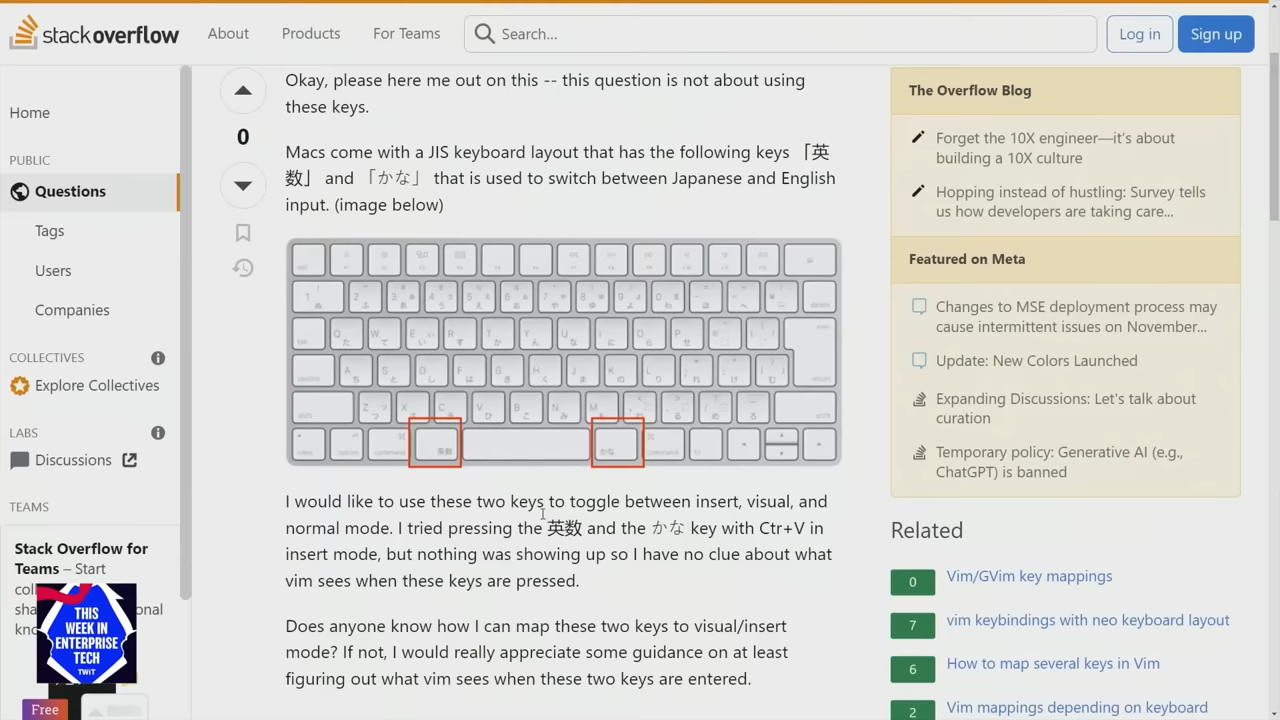 stack overflow
About
Products
For Teams
Search...
Log in
Sign up
Home
PUBLIC
Questions
Tags
Users
Companies
COLLECTIVES
Explore Collectives
LABS
Discussions
TEAMS
Stack Overflow for
Teams – Start
THIS
WEEK IN
ENTERPRISE
TECH
TWiT
Free
0
Okay, please here me out on this -- this question is not about using
these keys.
Macs come with a JIS keyboard layout that has the following keys 「英
数」 and 「かな」 that is used to switch between Japanese and English
input. (image below)
I would like to use these two keys to toggle between insert, visual, and
normal mode. I tried pressing the 英数 and the かな key with Ctr+V in
insert mode, but nothing was showing up so I have no clue about what
vim sees when these keys are pressed.
Does anyone know how I can map these two keys to visual/insert
mode? If not, I would really appreciate some guidance on at least
figuring out what vim sees when these two keys are entered.
The Overflow Blog
Forget the 10X engineer—it's about
building a 10X culture
Hopping instead of hustling: Survey tells
us how developers are taking care...
Featured on Meta
Changes to MSE deployment process may
cause intermittent issues on November...
Update: New Colors Launched
Expanding Discussions: Let's talk about
curation
Temporary policy: Generative AI (e.g.,
ChatGPT) is banned
Related
0 Vim/GVim key mappings
7 vim keybindings with neo keyboard layout
6 How to map several keys in Vim
2 Vim mappings depending on keyboard